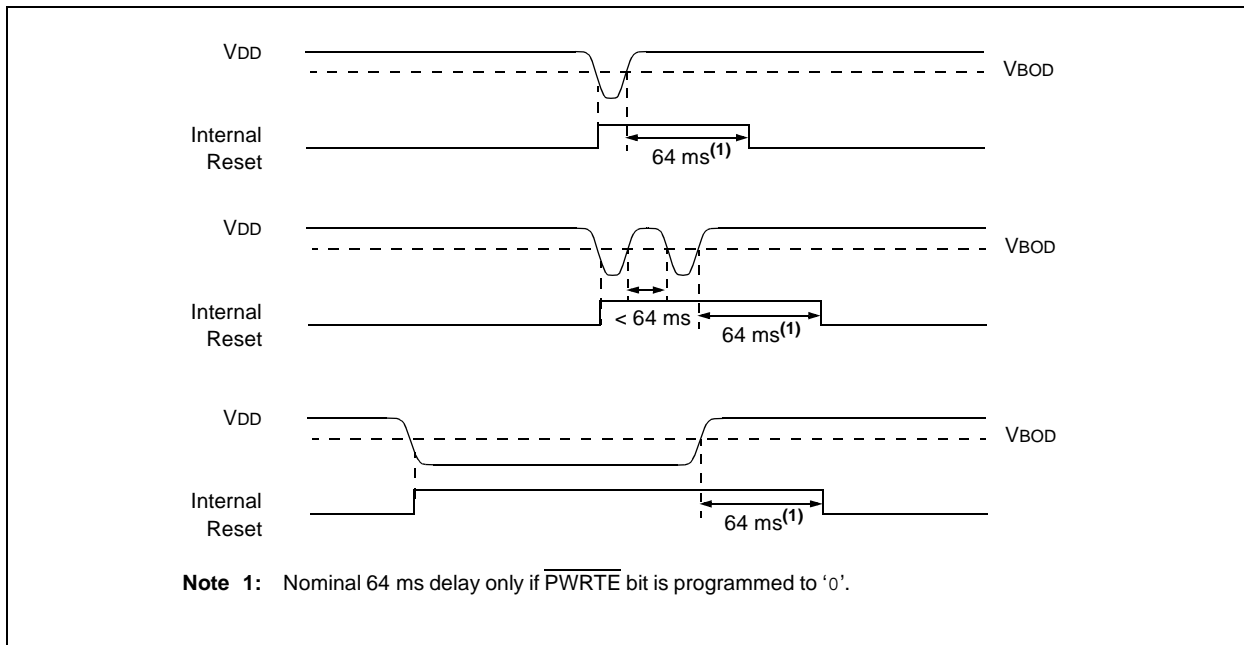 VDD
VBOD
Internal
Reset
64 ms(1)
VDD
VBOD
Internal
Reset
< 64 ms
64 ms(1)
VDD
VBOD
Internal
Reset
64 ms(1)
Note 1: Nominal 64 ms delay only if P̅W̅R̅T̅E̅ bit is programmed to ‘0’.